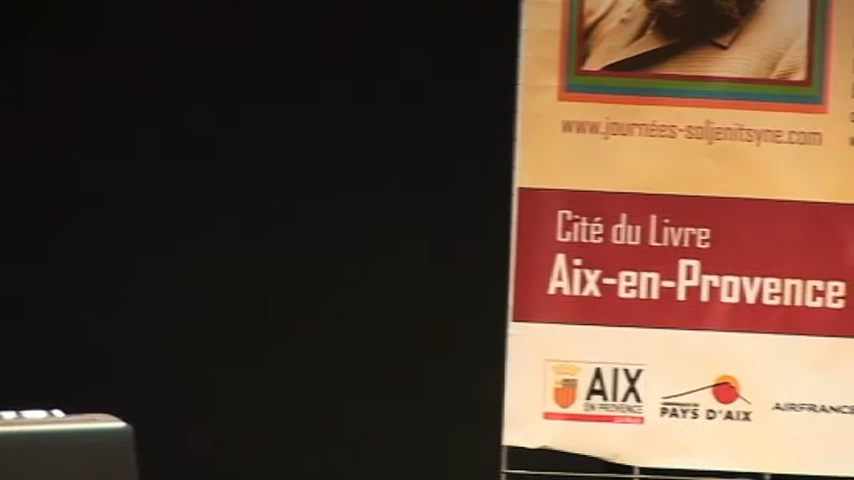 www.journées-soljenitsyne.com
Cité du Livre
Aix-en-Provence
AIX
EN PROVENCE
PAYS D'AIX
AIRFRANCE